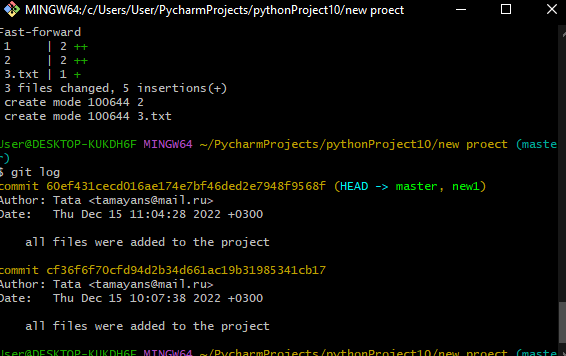 MINGW64:/c/Users/User/PycharmProjects/pythonProject10/new proect
Fast-forward
1 | 2 ++
2 | 2 ++
3.txt | 1 +
3 files changed, 5 insertions(+)
create mode 100644 2
create mode 100644 3.txt
User@DESKTOP-KUKDH6F MINGW64 ~/PycharmProjects/pythonProject10/new proect (maste
r)
$ git log
commit 60ef431cecd016ae174e7bf46ded2e7948f9568f (HEAD -> master, new1)
Author: Tata <tamayans@mail.ru>
Date: Thu Dec 15 11:04:28 2022 +0300
all files were added to the project
commit cf36f6f70cfd94d2b34d661ac19b31985341cb17
Author: Tata <tamayans@mail.ru>
Date: Thu Dec 15 10:07:38 2022 +0300
all files were added to the project
User@DESKTOP-KUKDH6F MINGW64 ~/PycharmProjects/pythonProject10/new proect (maste